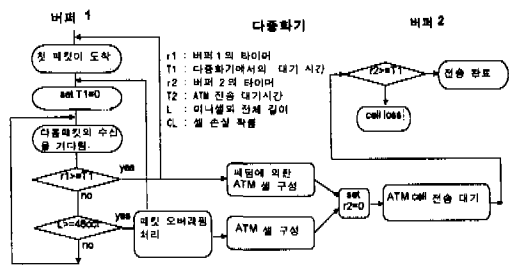 버퍼 1
다중화기
버퍼 2
첫 패킷이 도착
set T1=0
다음패킷의 수신
을 기다림.
r1>=T1
yes
no
L>=48oct
yes
no
패킷 오버래핑
처리
r1 : 버퍼 1의 타이머
T1 : 다중화기에서의 대기 시간
r2 : 버퍼 2의 타이머
T2 : ATM 전송 대기시간
L : 미니셀의 전체 길이
CL : 셀 손실 확률
패딩에 의한
ATM 셀 구성
ATM 셀 구성
set
r2=0
ATM cell 전송 대기
r2>=T1
전송 완료
cell loss